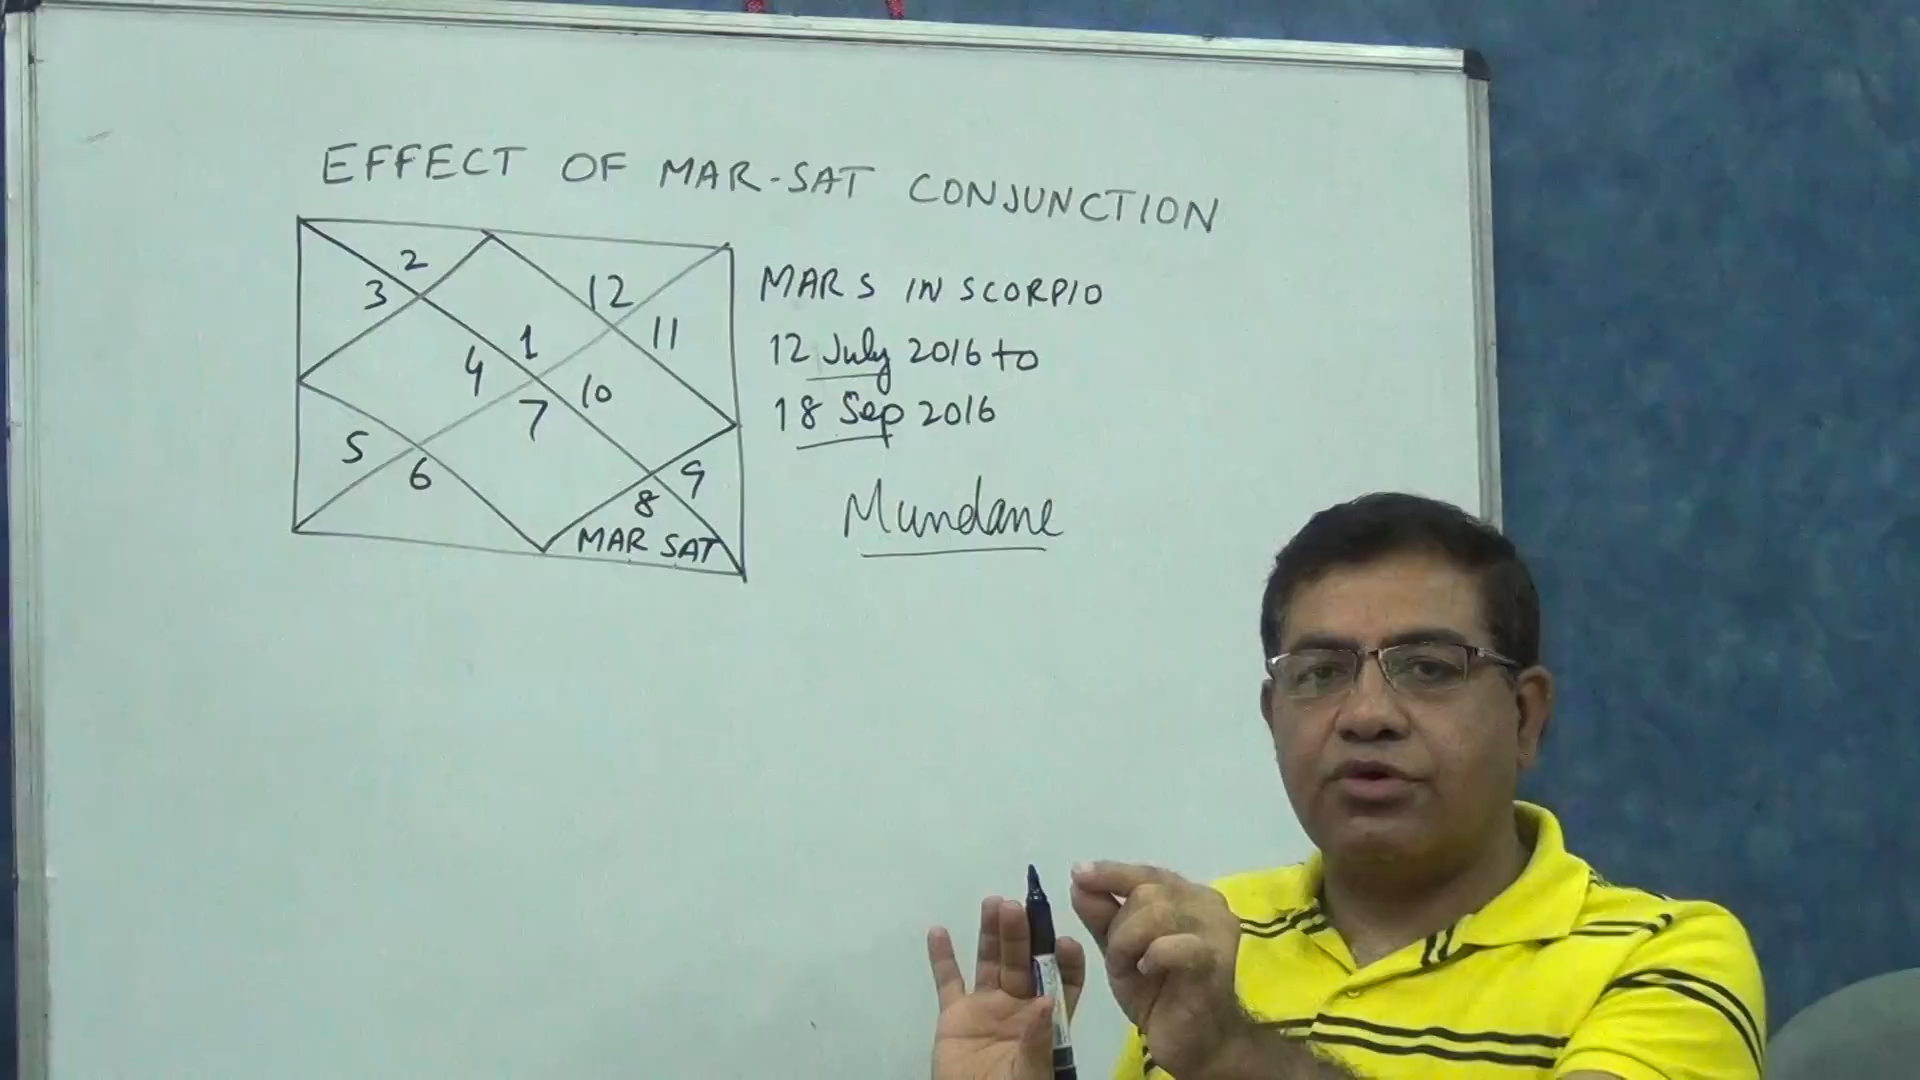 EFFECT OF MAR-SAT CONJUNCTION
2
12
3
11
1
4
10
7
5
6
9
8
MAR SAT
MARS IN SCORPIO
12 July 2016 to
18 Sep 2016
Mundane